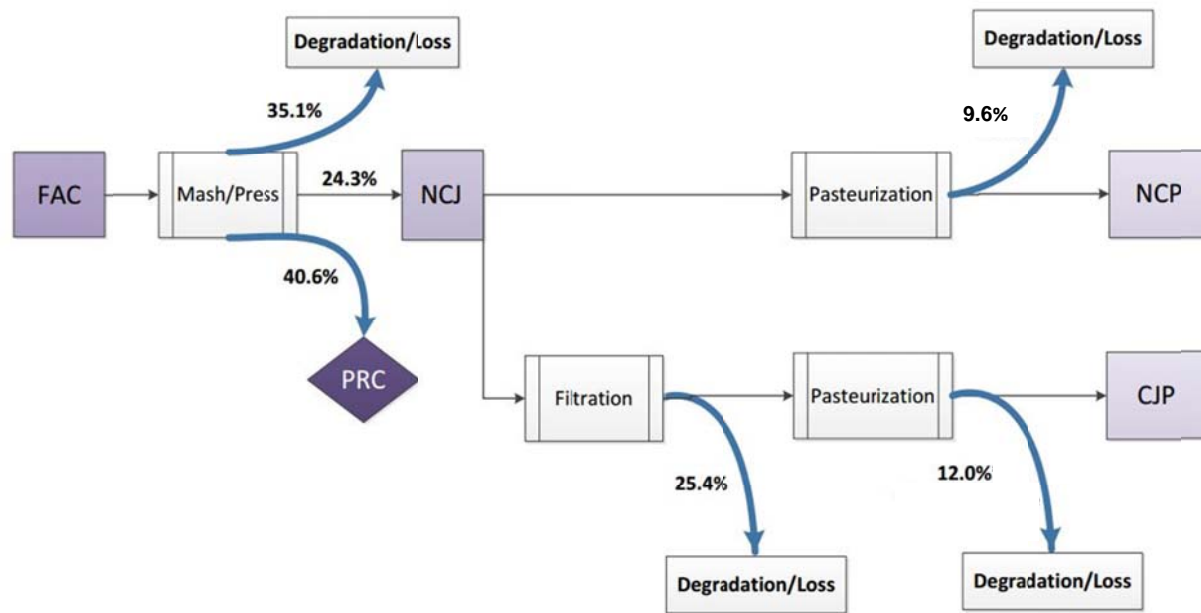 Degradation/Loss
Degradation/Loss
35.1%
9.6%
FAC
Mash/Press
24.3%
NCJ
Pasteurization
NCP
40.6%
PRC
Filtration
Pasteurization
CJP
25.4%
12.0%
Degradation/Loss
Degradation/Loss